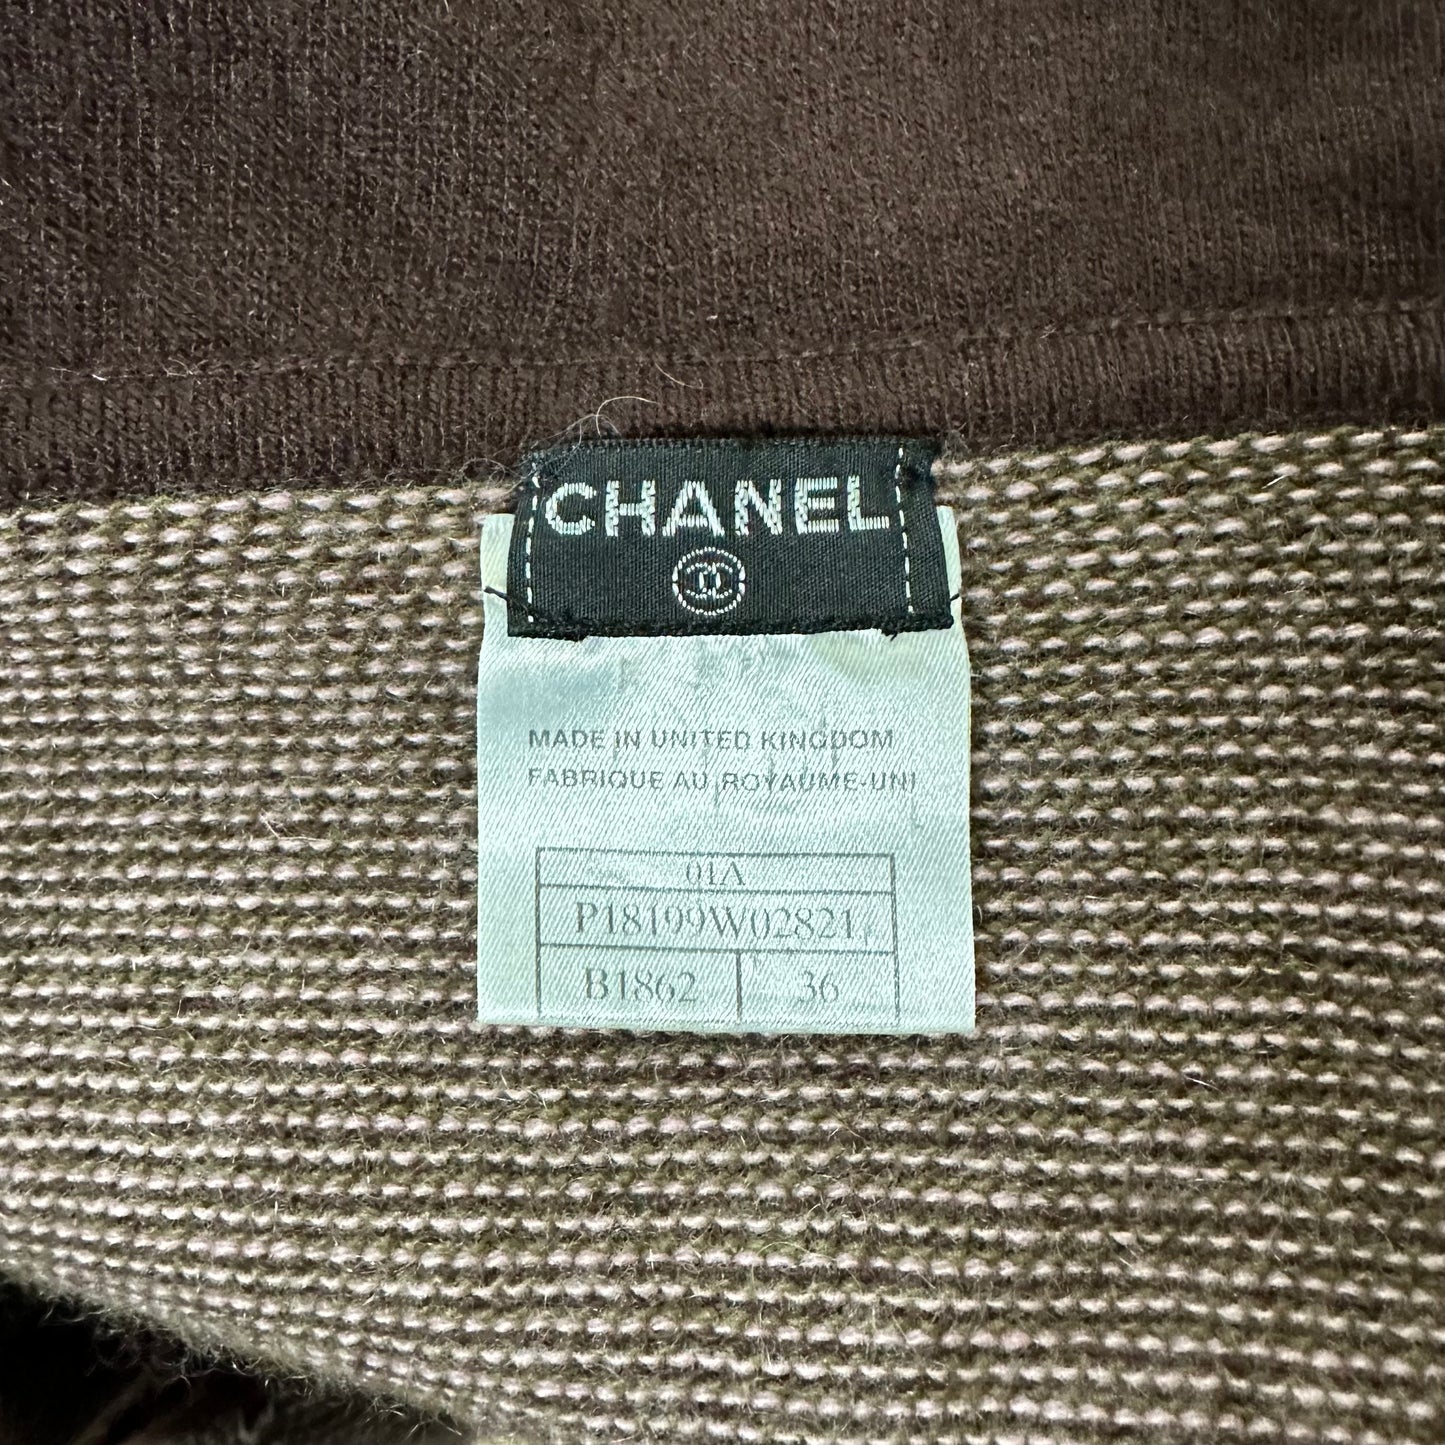 CHANEL
MADE IN UNITED KINGDOM
FABRIQUE AU ROYAUME-UNI
01A
P18199W02821
B1862 36